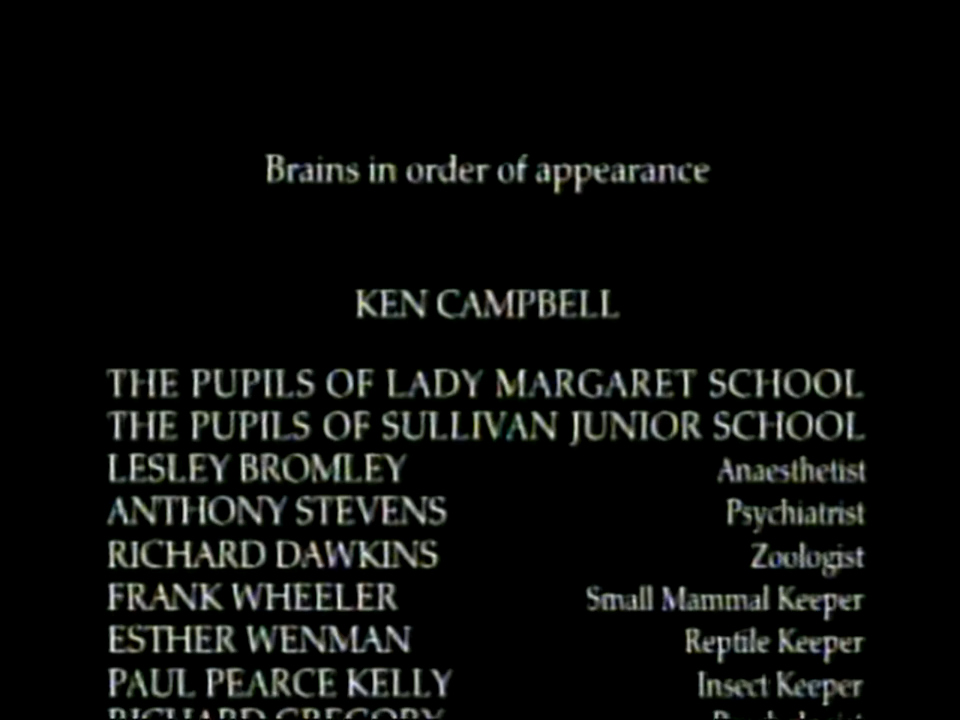 Brains in order of appearance
KEN CAMPBELL
THE PUPILS OF LADY MARGARET SCHOOL
THE PUPILS OF SULLIVAN JUNIOR SCHOOL
LESLEY BROMLEY Anaesthetist
ANTHONY STEVENS Psychiatrist
RICHARD DAWKINS Zoologist
FRANK WHEELER Small Mammal Keeper
ESTHER WENMAN Reptile Keeper
PAUL PEARCE KELLY Insect Keeper
RICHARD GREGORY